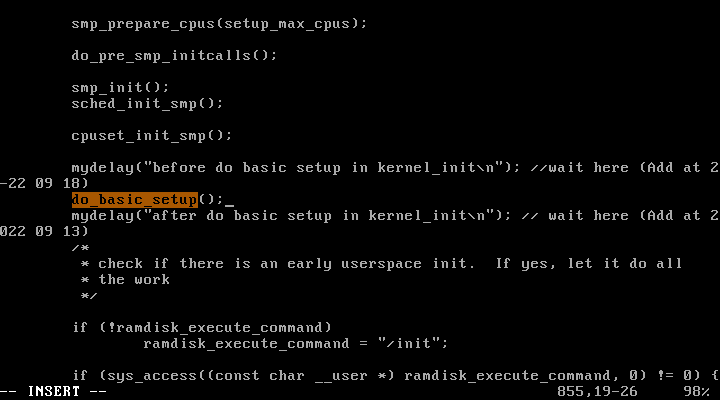 smp_prepare_cpus(setup_max_cpus);
do_pre_smp_initcalls();
smp_init();
sched_init_smp();
cpuset_init_smp();
mydelay("before do basic setup in kernel_init\n"); //wait here (Add at 2
-22 09 18)
do_basic_setup();_
mydelay("after do basic setup in kernel_init\n"); // wait here (Add at 2
022 09 13)
/*
* check if there is an early userspace init.  If yes, let it do all
* the work
*/
if (!ramdisk_execute_command)
ramdisk_execute_command = "/init";
if (sys_access((const char __user *) ramdisk_execute_command, 0) != 0) {
-- INSERT -- 855,19-26 98%